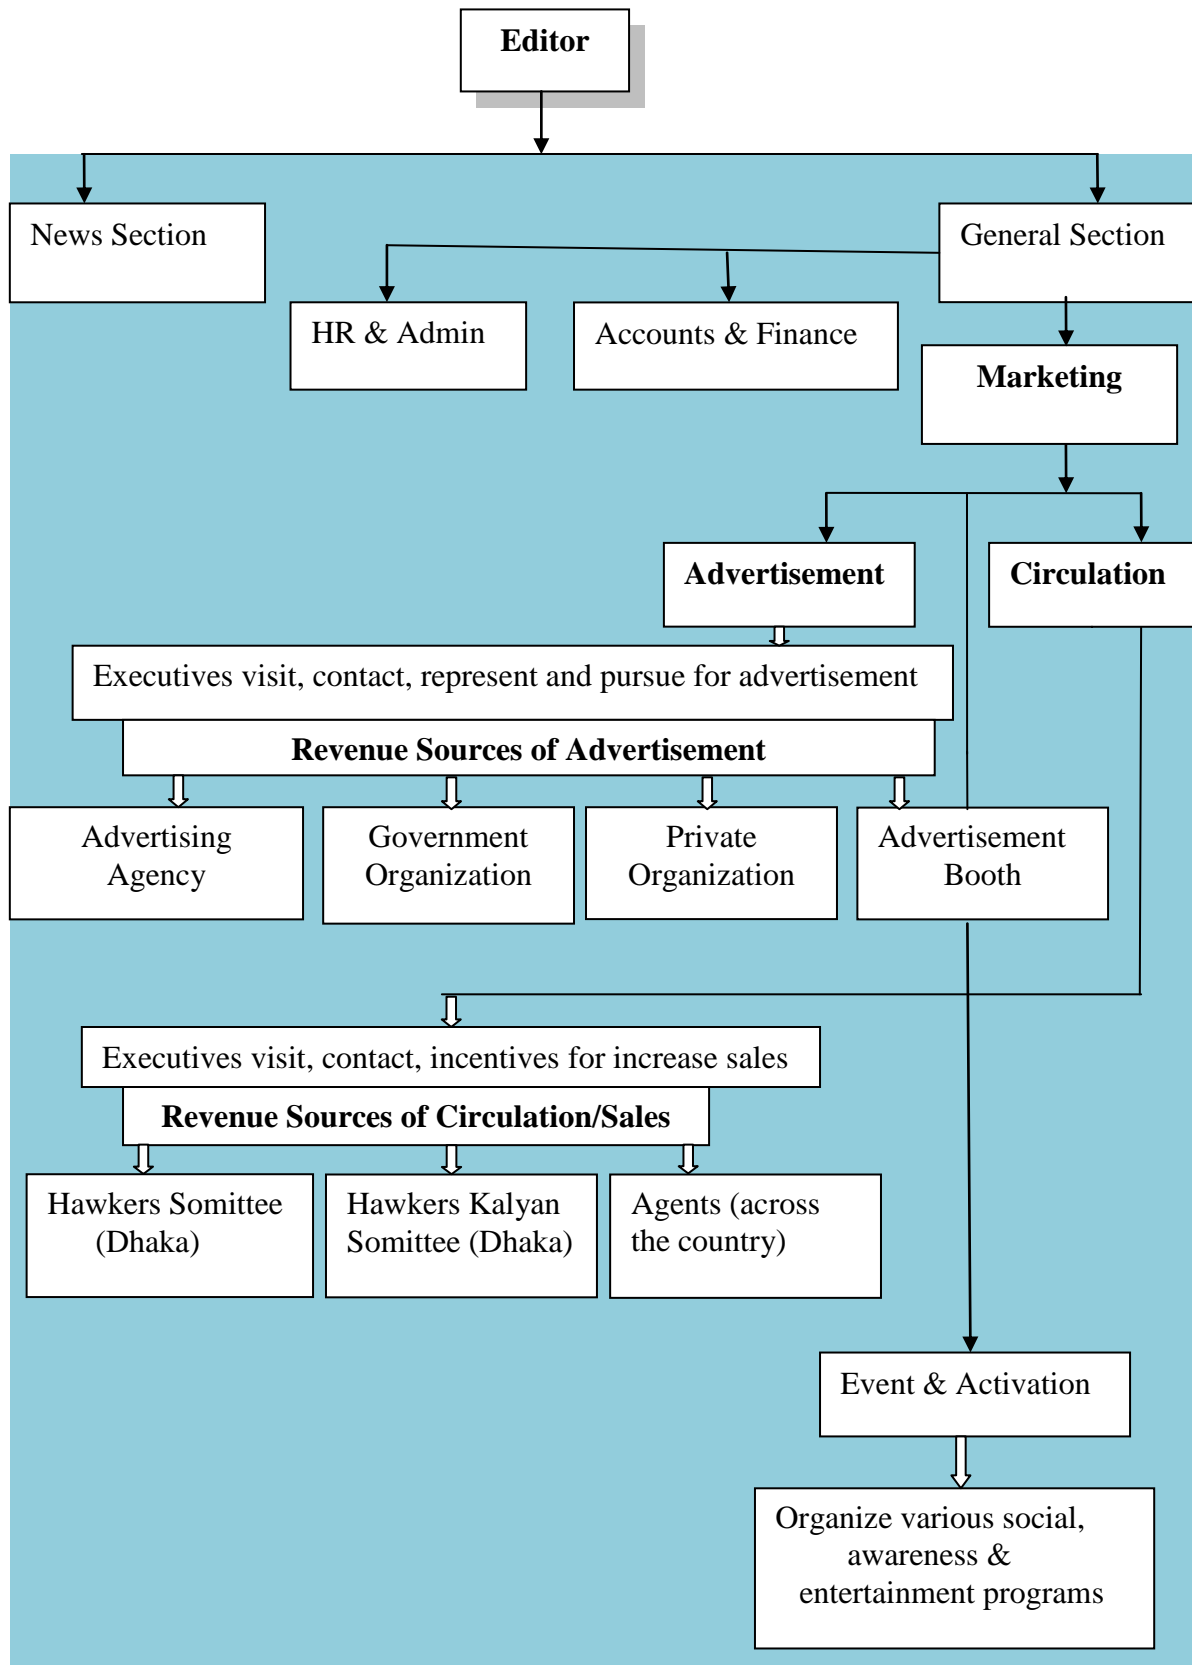 Editor
News Section
General Section
HR & Admin
Accounts & Finance
Marketing
Advertisement
Circulation
Executives visit, contact, represent and pursue for advertisement
Revenue Sources of Advertisement
Advertising
Agency
Government
Organization
Private
Organization
Advertisement
Booth
Executives visit, contact, incentives for increase sales
Revenue Sources of Circulation/Sales
Hawkers Somittee
(Dhaka)
Hawkers Kalyan
Somittee (Dhaka)
Agents (across
the country)
Event & Activation
Organize various social,
awareness &
entertainment programs